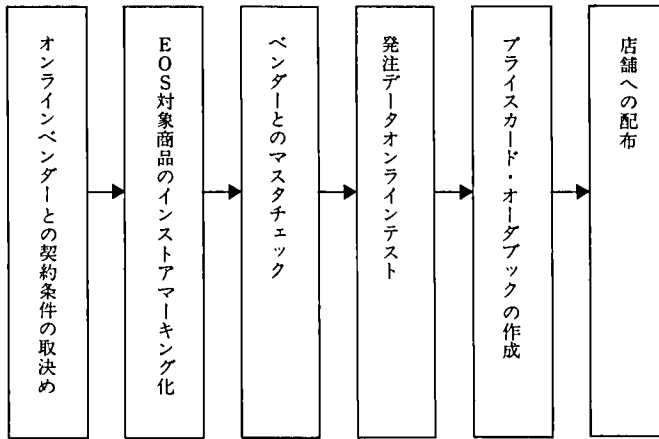 オンラインベンダーとの契約条件の取決め
EOS対象商品のインストアマーキング化
ベンダーとのマスタチェック
発注データオンラインテスト
プライスカード・オーダブックの作成
店舗への配布